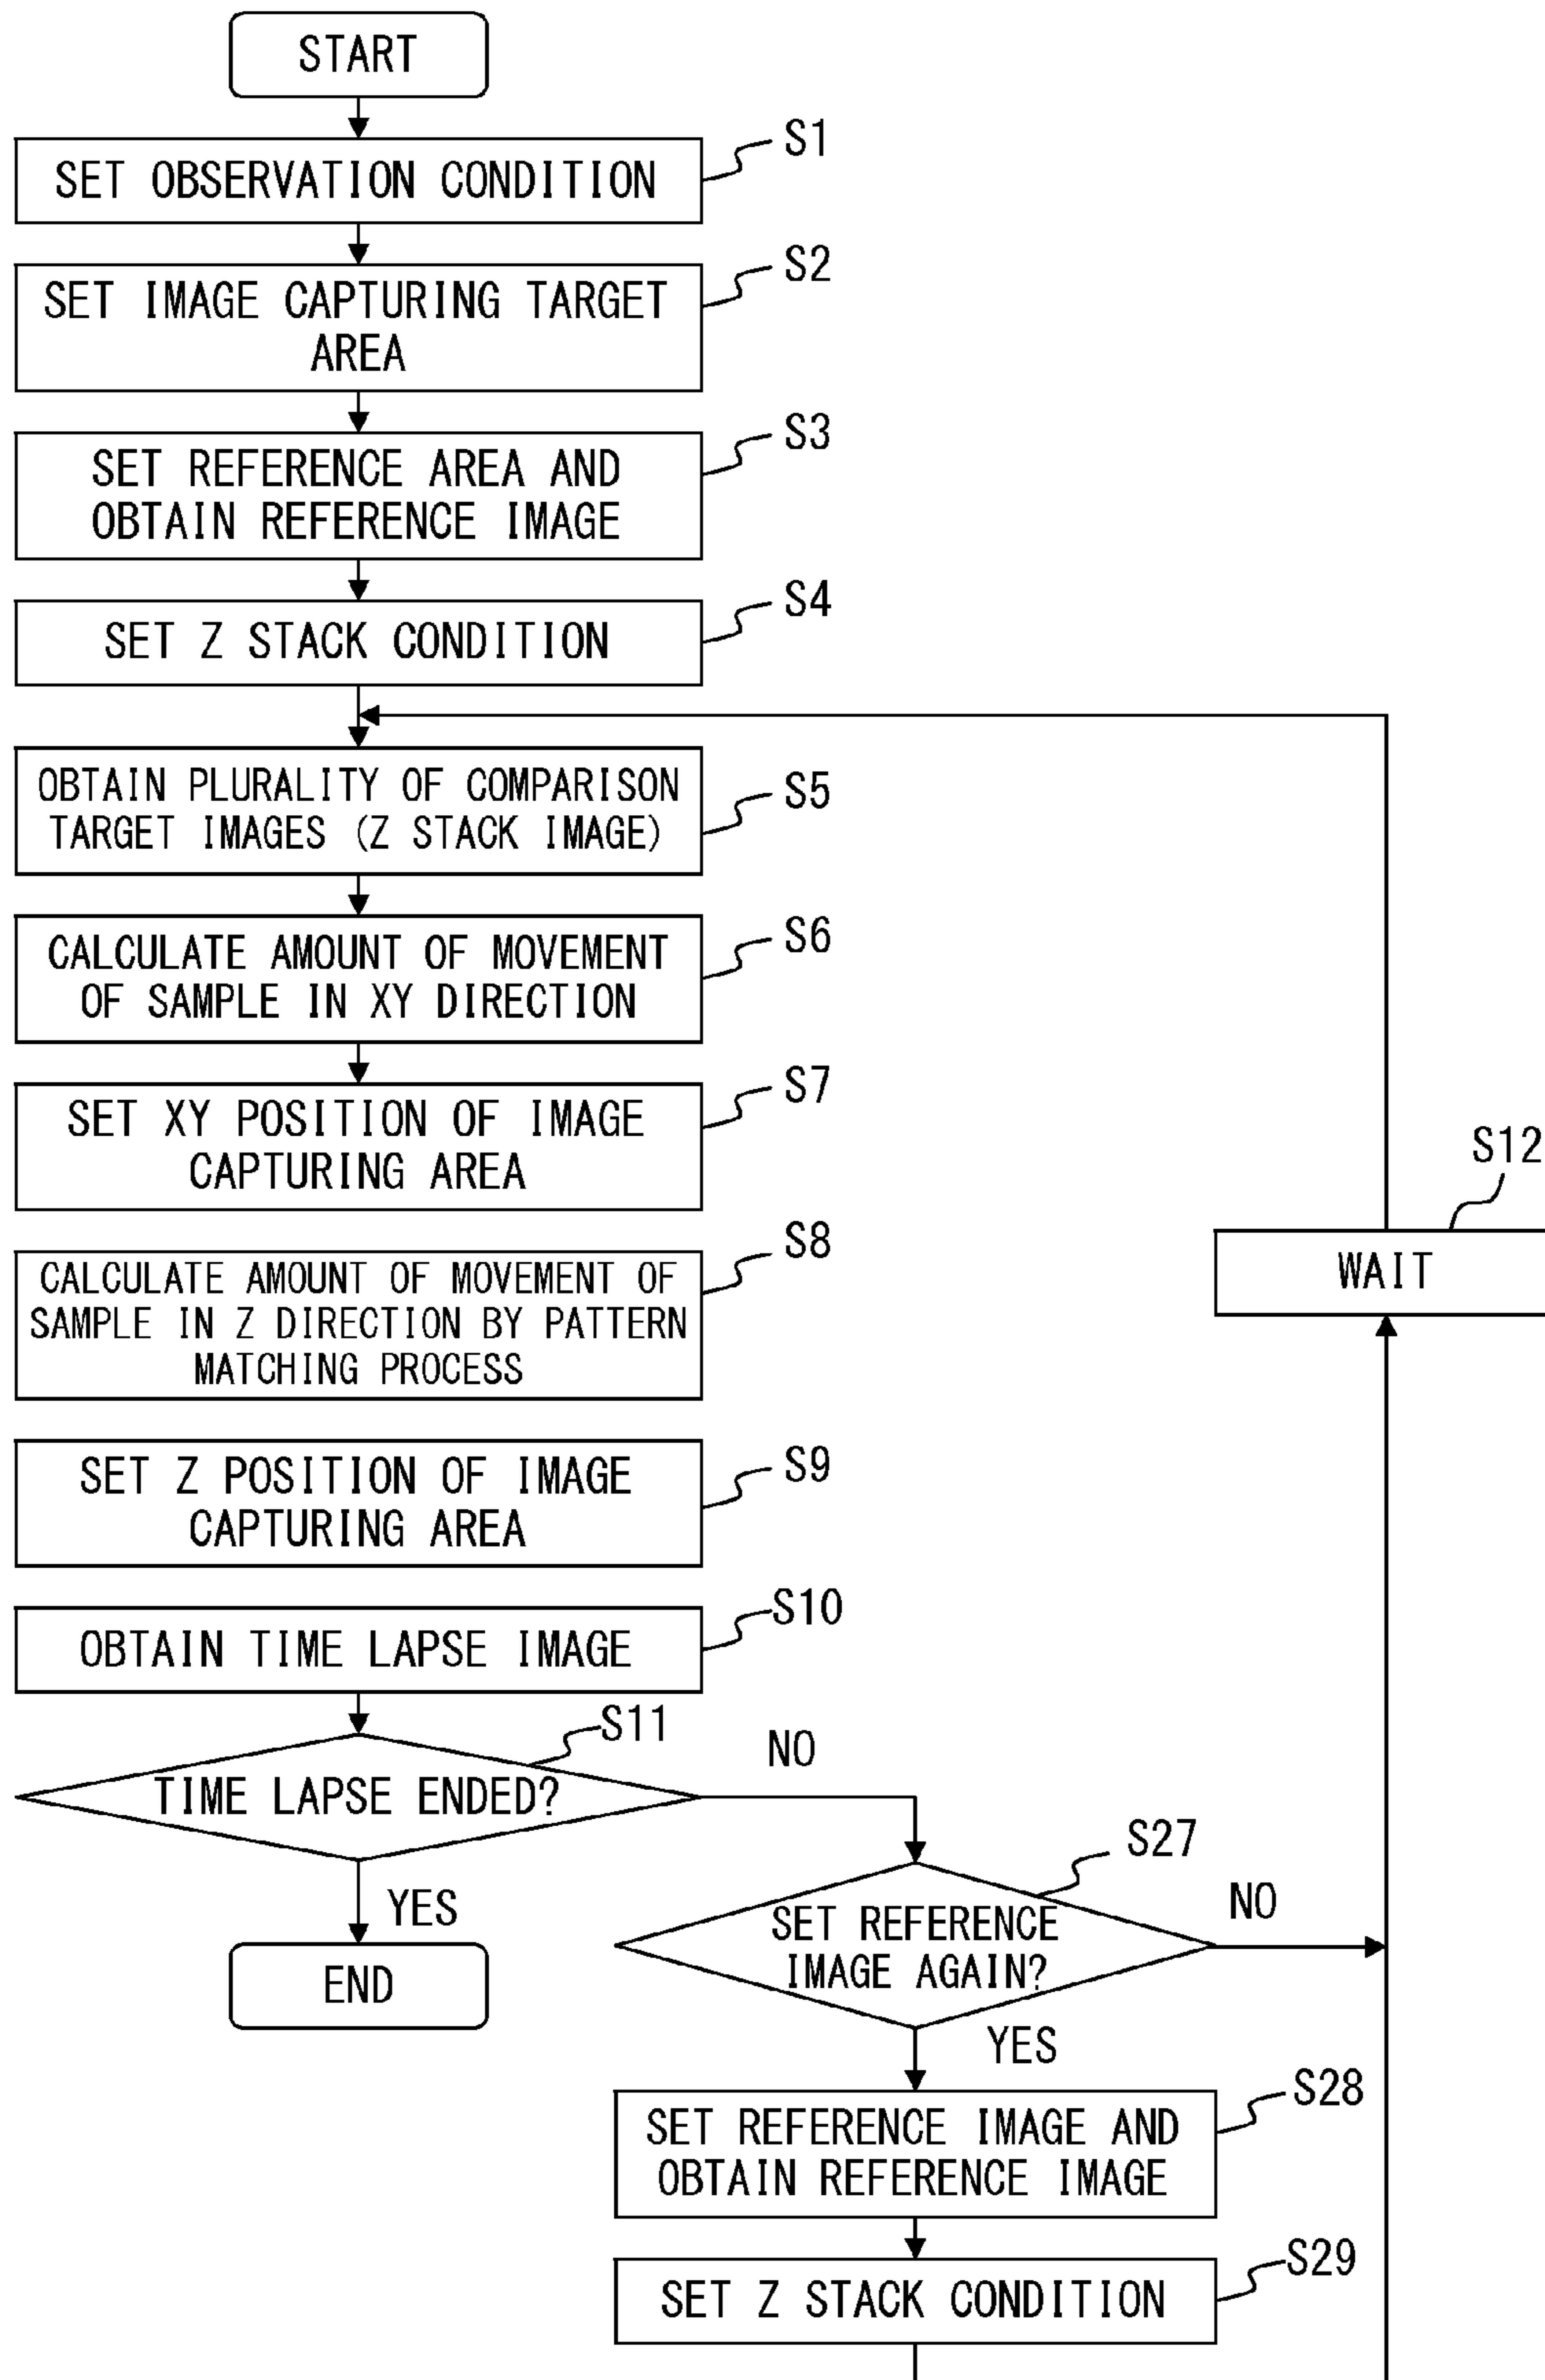 START
S1
SET OBSERVATION CONDITION
S2
SET IMAGE CAPTURING TARGET
AREA
S3
SET REFERENCE AREA AND
OBTAIN REFERENCE IMAGE
S4
SET Z STACK CONDITION
S5
OBTAIN PLURALITY OF COMPARISON
TARGET IMAGES (Z STACK IMAGE)
S6
CALCULATE AMOUNT OF MOVEMENT
OF SAMPLE IN XY DIRECTION
S7
SET XY POSITION OF IMAGE
CAPTURING AREA
S12
WAIT
S8
CALCULATE AMOUNT OF MOVEMENT OF
SAMPLE IN Z DIRECTION BY PATTERN
MATCHING PROCESS
S9
SET Z POSITION OF IMAGE
CAPTURING AREA
S10
OBTAIN TIME LAPSE IMAGE
S11
TIME LAPSE ENDED?
NO
YES
END
S27
SET REFERENCE
IMAGE AGAIN?
NO
YES
S28
SET REFERENCE IMAGE AND
OBTAIN REFERENCE IMAGE
S29
SET Z STACK CONDITION